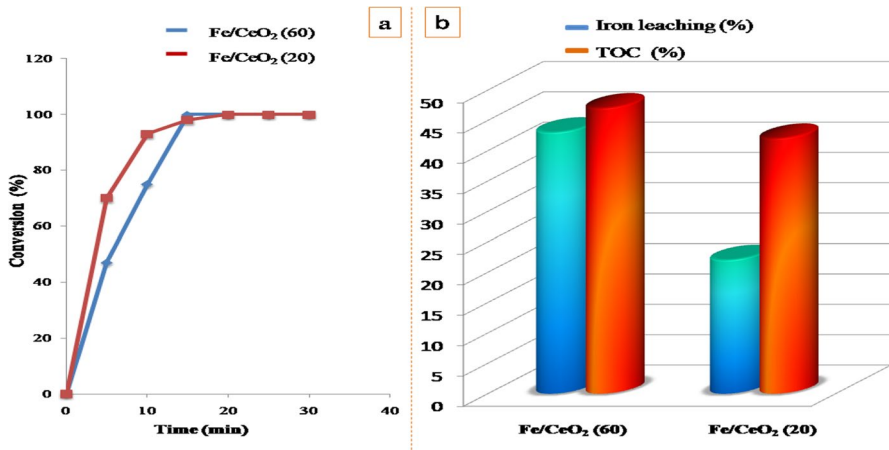 a
Fe/CeO₂ (60)
Fe/CeO₂ (20)
120
100
80
60
40
20
0
Conversion (%)
0 10 20 30 40
Time (min)
b
Iron leaching (%)
TOC (%)
50
45
40
35
30
25
20
15
10
5
0
Fe/CeO₂ (60) Fe/CeO₂ (20)